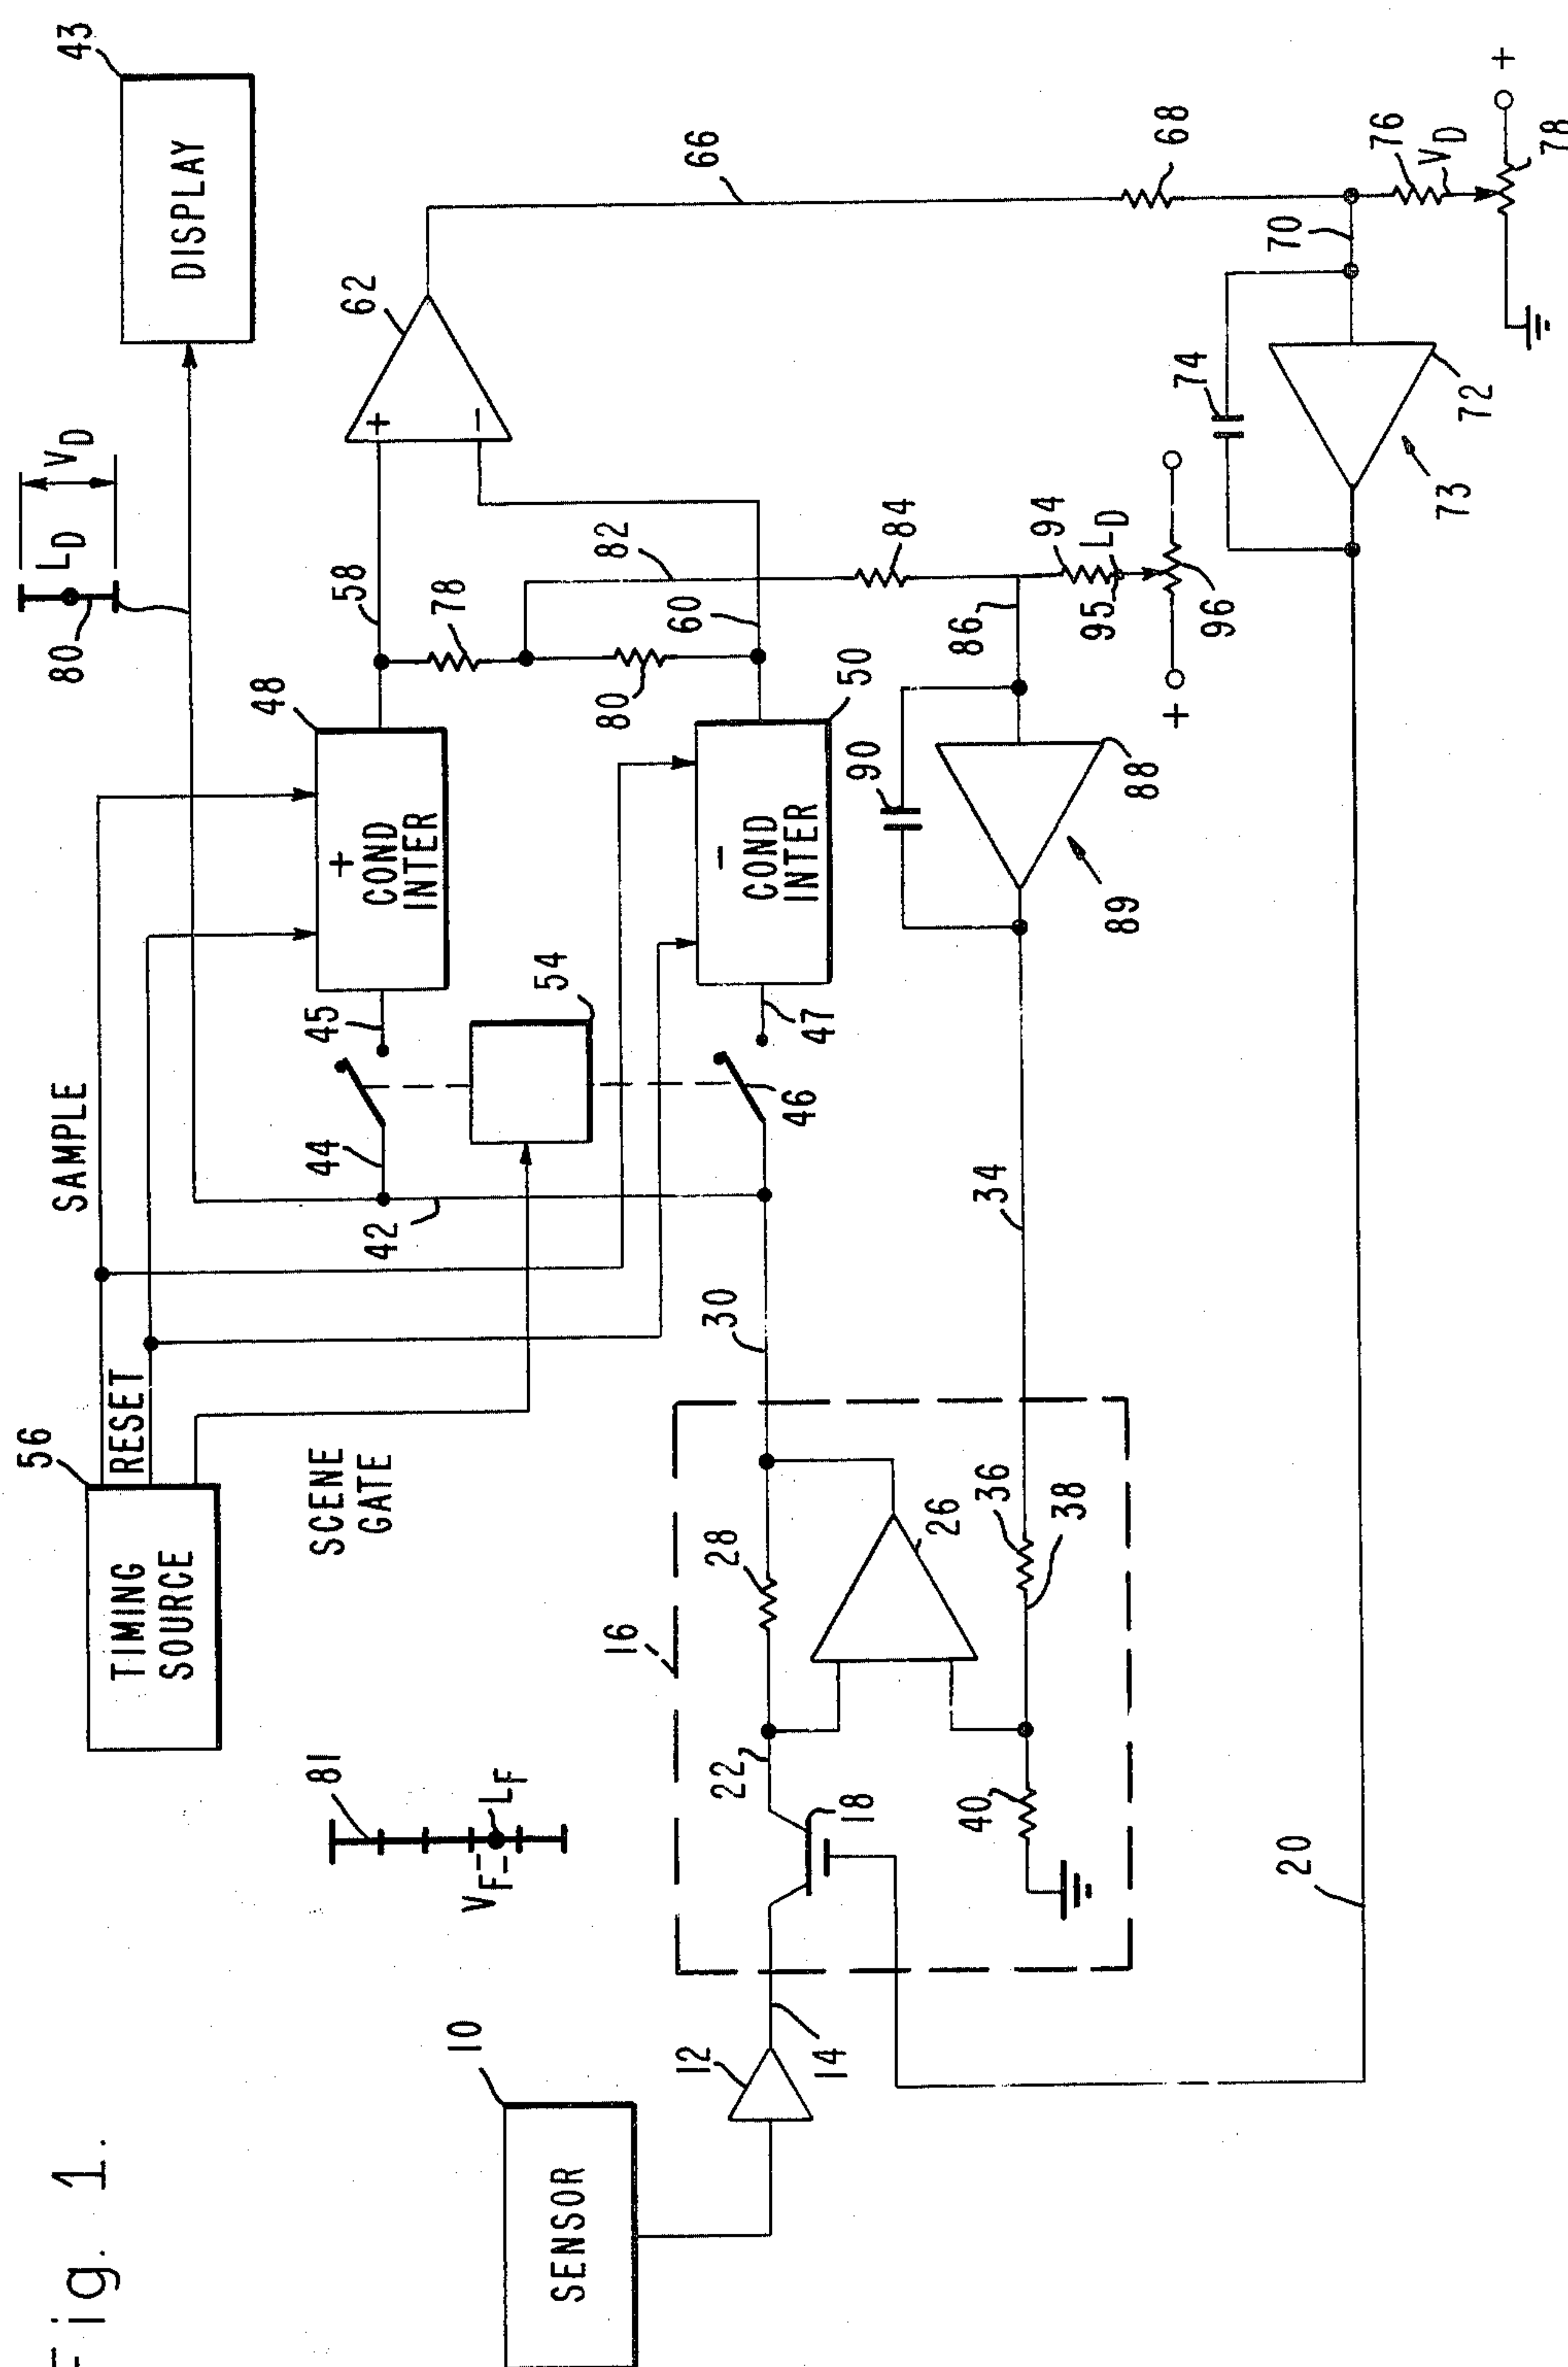 Fig. 1.
SENSOR
10
12
14
TIMING
SOURCE
56
SAMPLE
RESET
SCENE
GATE
81
V_F
L_F
16
18
20
22
26
28
30
34
36
38
40
42
44
45
46
47
54
+
COND
INTER
48
−
COND
INTER
50
58
60
78
80
82
84
86
88
89
90
94
95
L_D
96
+
+
−
62
66
68
70
72
73
74
76
V_D
78
+
80
L_D
V_D
DISPLAY
43